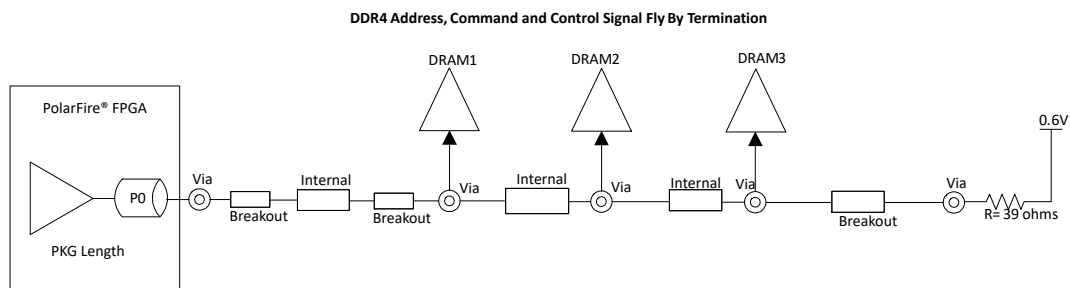 DDR4 Address, Command and Control Signal Fly By Termination
DRAM1
DRAM2
DRAM3
PolarFire® FPGA
0.6V
P0
Via
Breakout
Internal
Breakout
Via
Internal
Via
Internal
Via
Breakout
Via
R= 39 ohms
PKG Length